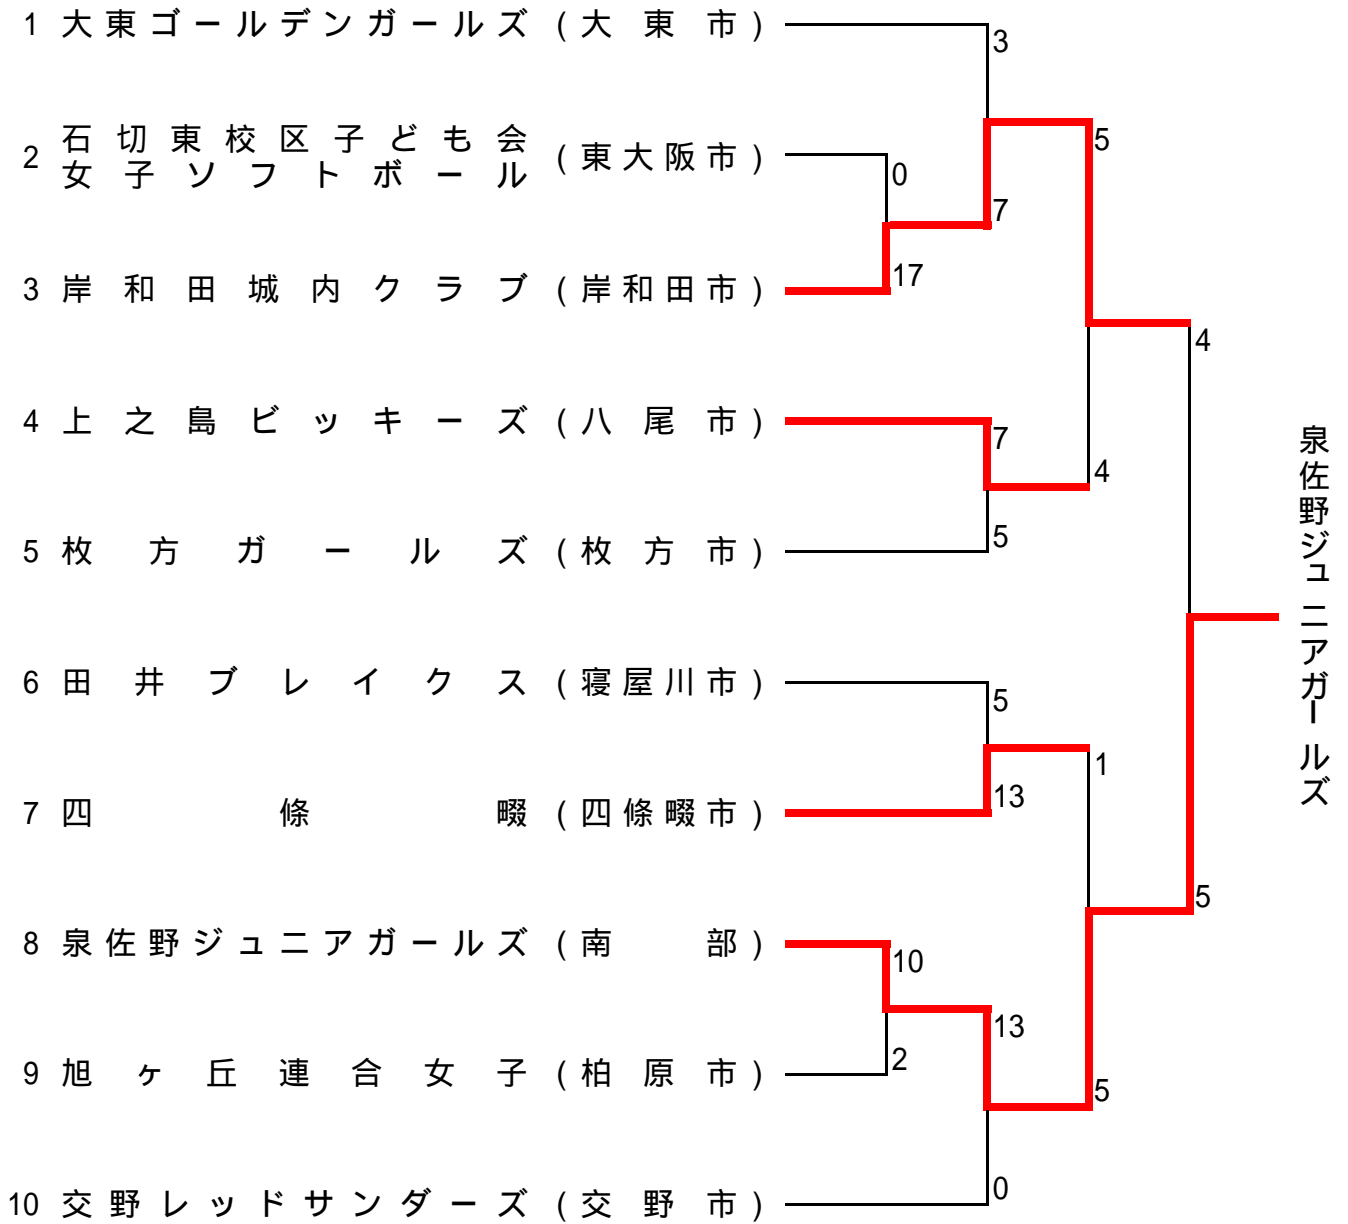 1 大東ゴールデンガールズ (大東市)
3
5
2 石切東校区子ども会
女子ソフトボール (東大阪市)
0
7
3 岸和田城内クラブ (岸和田市)
17
4
4 上之島ビッキーズ (八尾市)
7
4
5 枚方ガールズ (枚方市)
5
泉佐野ジュニアガールズ
6 田井ブレイクス (寝屋川市)
5
1
7 四條畷 (四條畷市)
13
5
8 泉佐野ジュニアガールズ (南部)
10
13
9 旭ヶ丘連合女子 (柏原市)
2
5
10 交野レッドサンダーズ (交野市)
0